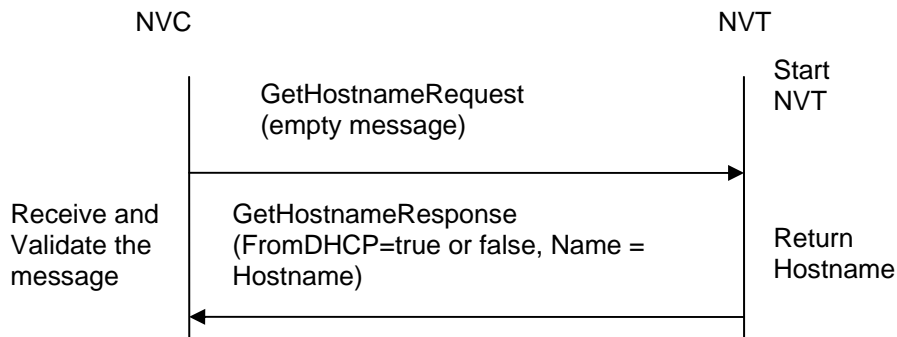 NVC
NVT
Start
NVT
GetHostnameRequest
(empty message)
Receive and
Validate the
message
GetHostnameResponse
(FromDHCP=true or false, Name =
Hostname)
Return
Hostname